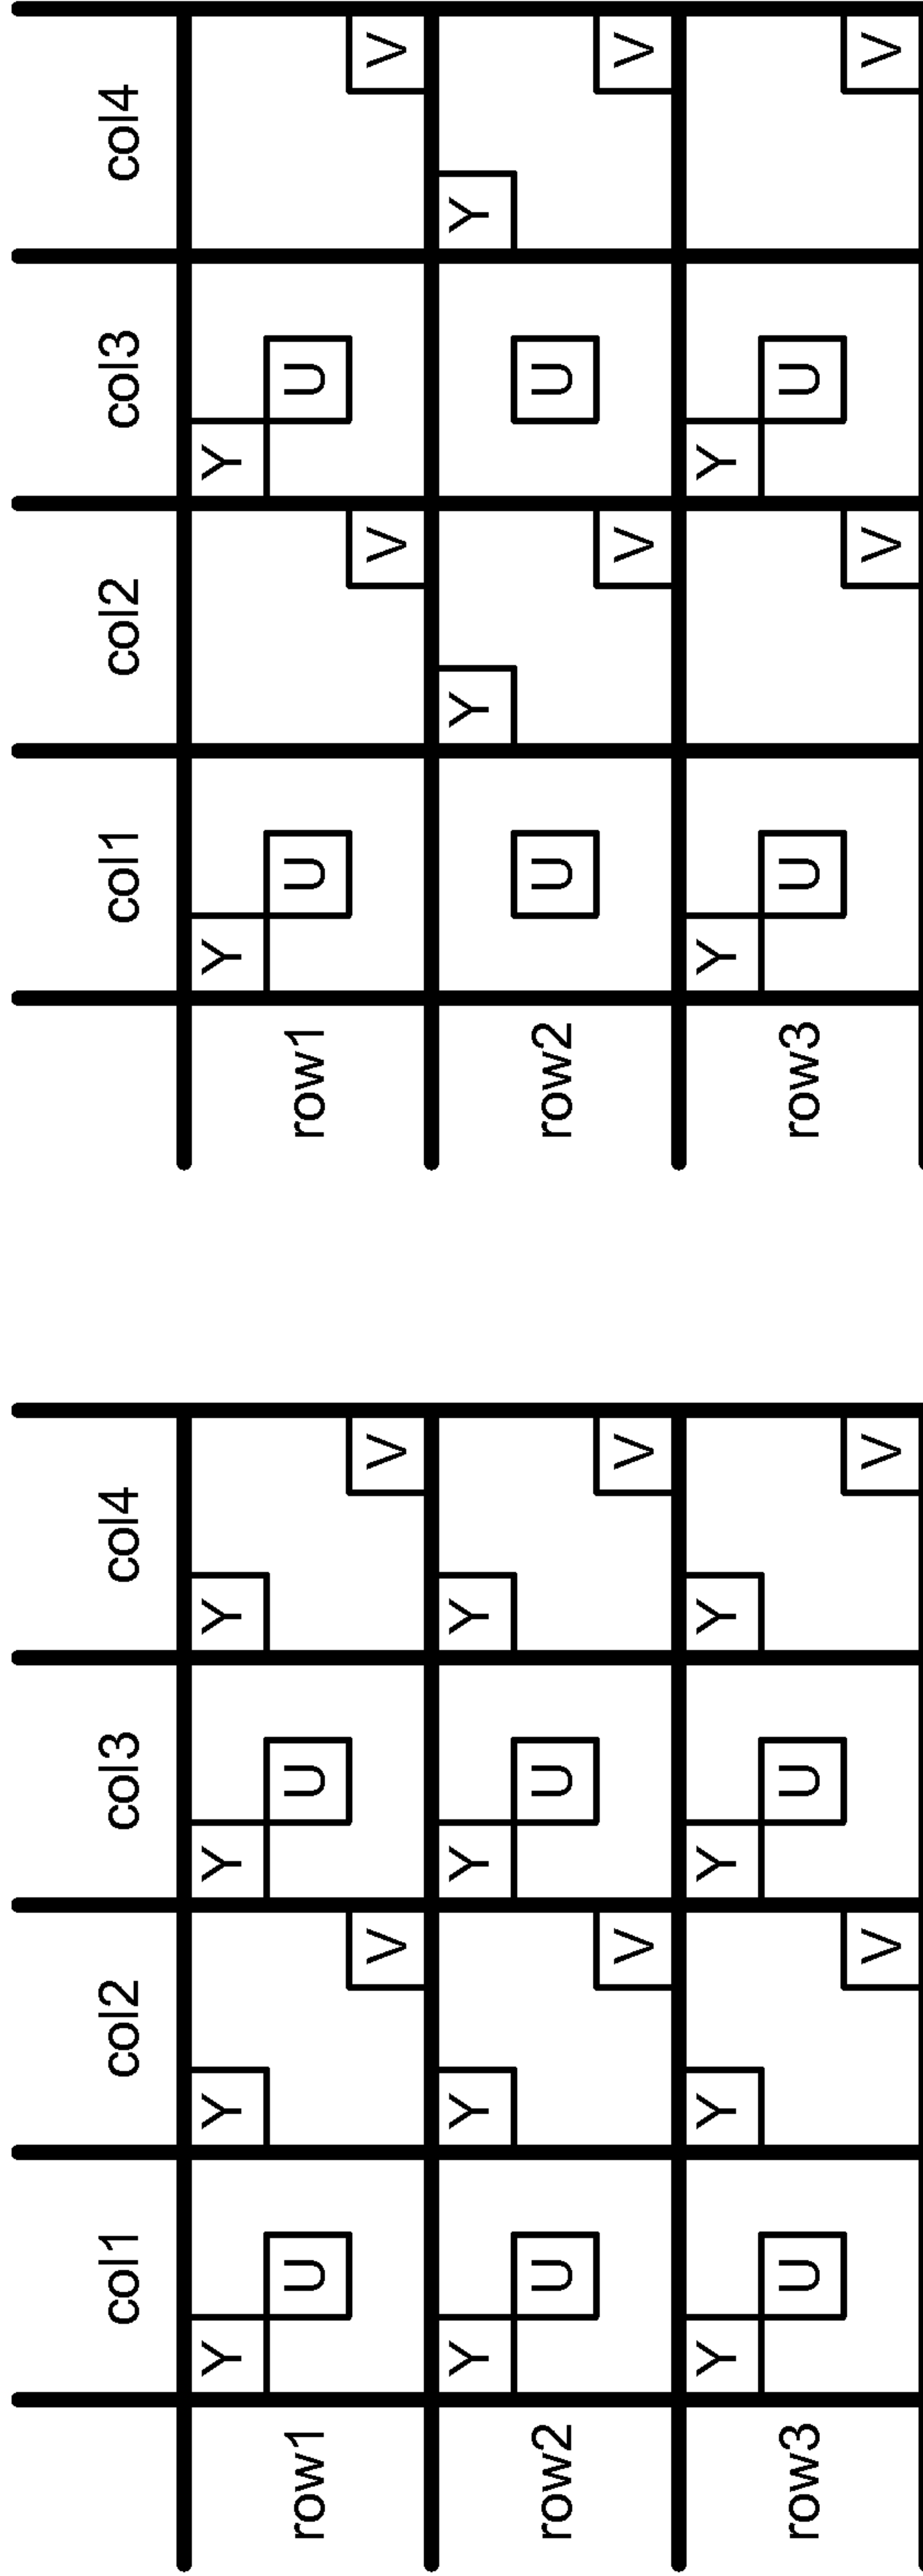 col1 col2 col3 col4 col1 col2 col3 col4
Y Y Y Y Y Y
row1 U U row1 U U
V V V V
Y Y Y Y Y Y
row2 U U row2 U U
V V V V
Y Y Y Y Y Y
row3 U U row3 U U
V V V V